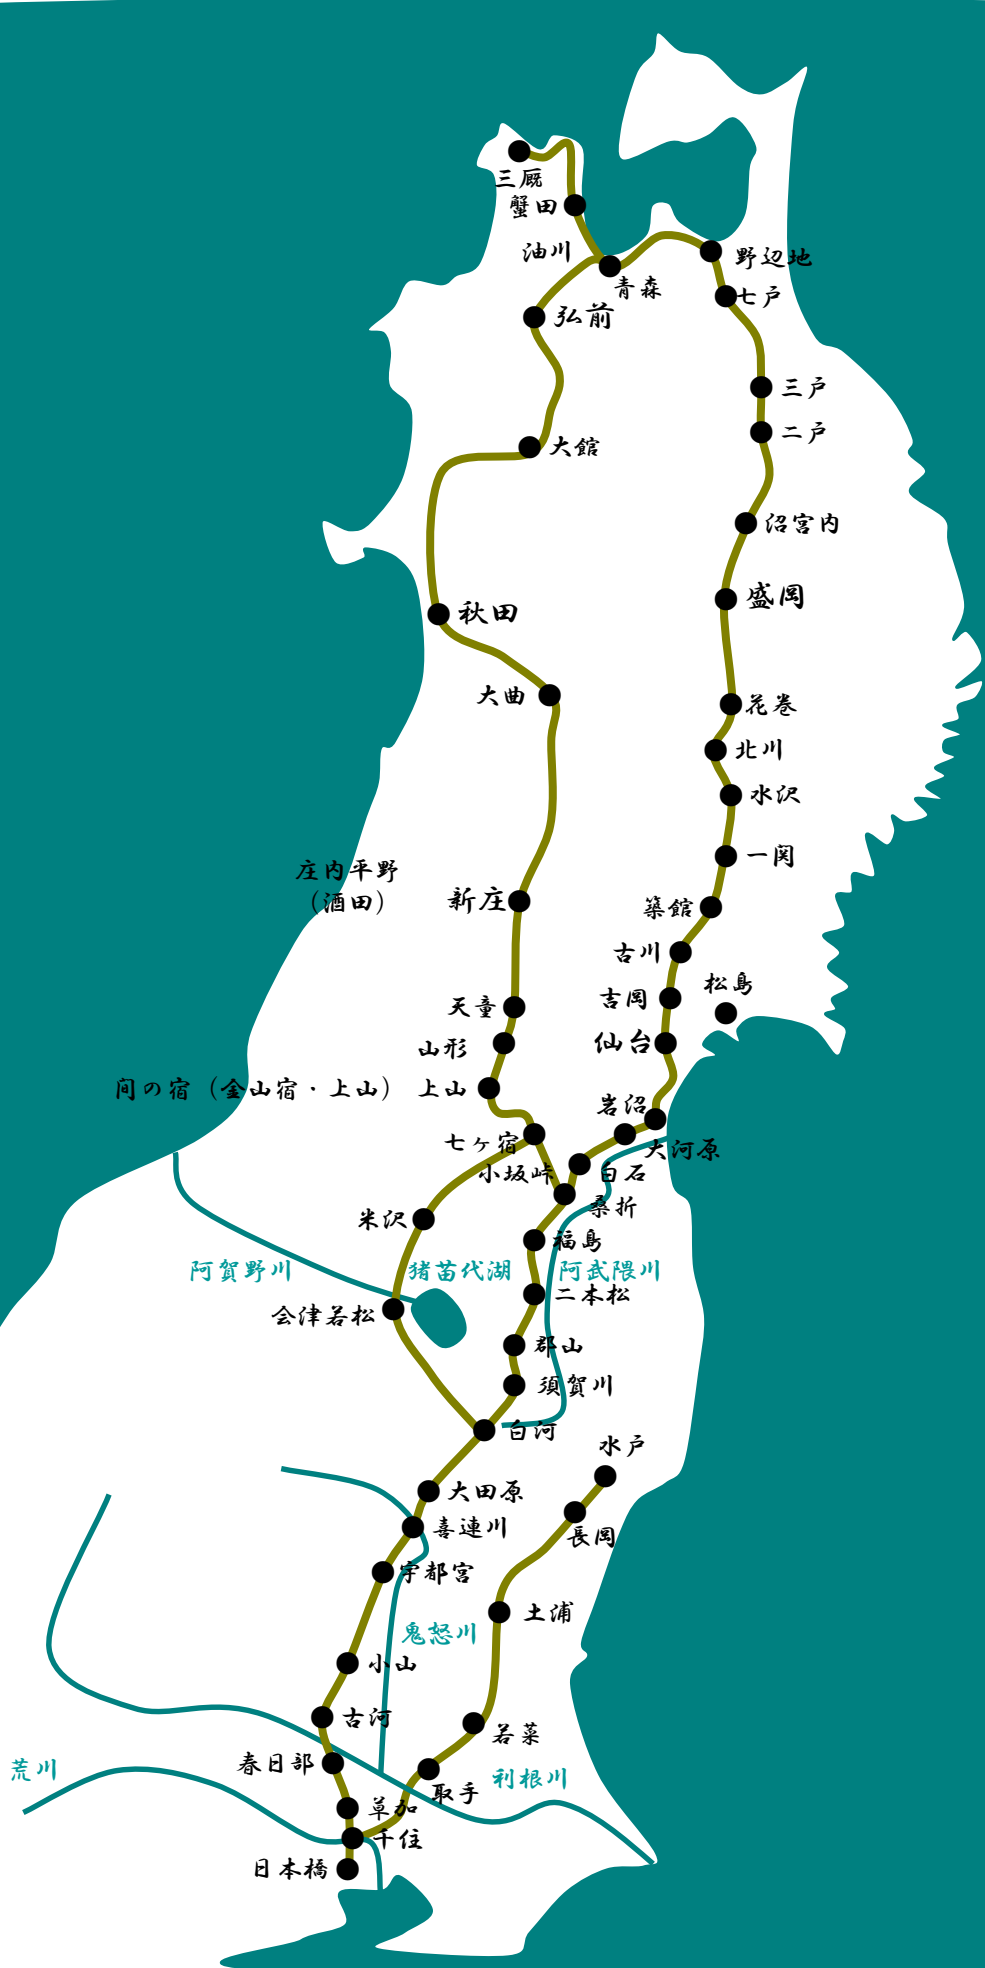 三厩
蟹田
油川
青森
野辺地
七戸
弘前
三戸
二戸
大館
沼宮内
盛岡
秋田
大曲
花巻
北川
水沢
一関
庄内平野
（酒田）
新庄
築館
古川
松島
吉岡
天童
仙台
山形
間の宿（金山宿・上山）
上山
岩沼
七ヶ宿
大河原
小坂峠
白石
桑折
米沢
福島
阿賀野川
猪苗代湖
阿武隈川
二本松
会津若松
郡山
須賀川
白河
水戸
大田原
喜連川
長岡
宇都宮
土浦
鬼怒川
小山
古河
若菜
春日部
荒川
利根川
取手
草加
千住
日本橋